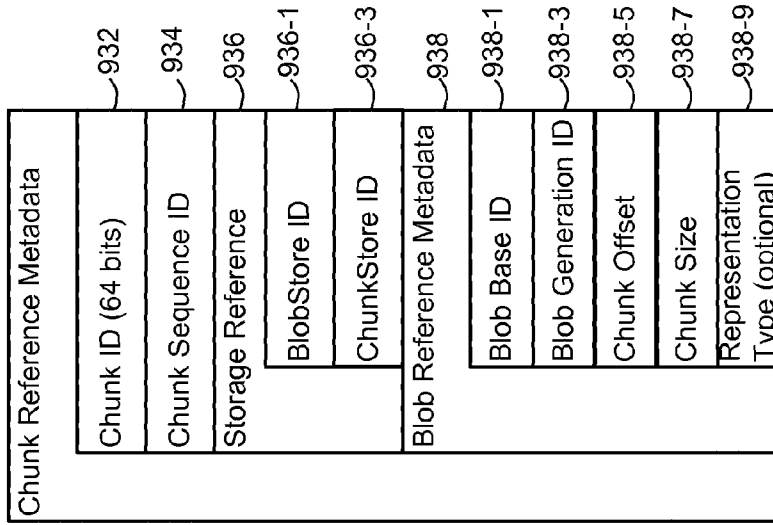 Chunk Reference Metadata
Chunk ID (64 bits) 932
Chunk Sequence ID 934
Storage Reference 936
BlobStore ID 936-1
ChunkStore ID 936-3
Blob Reference Metadata 938
Blob Base ID 938-1
Blob Generation ID 938-3
Chunk Offset 938-5
Chunk Size 938-7
Representation 938-9
Type (optional)